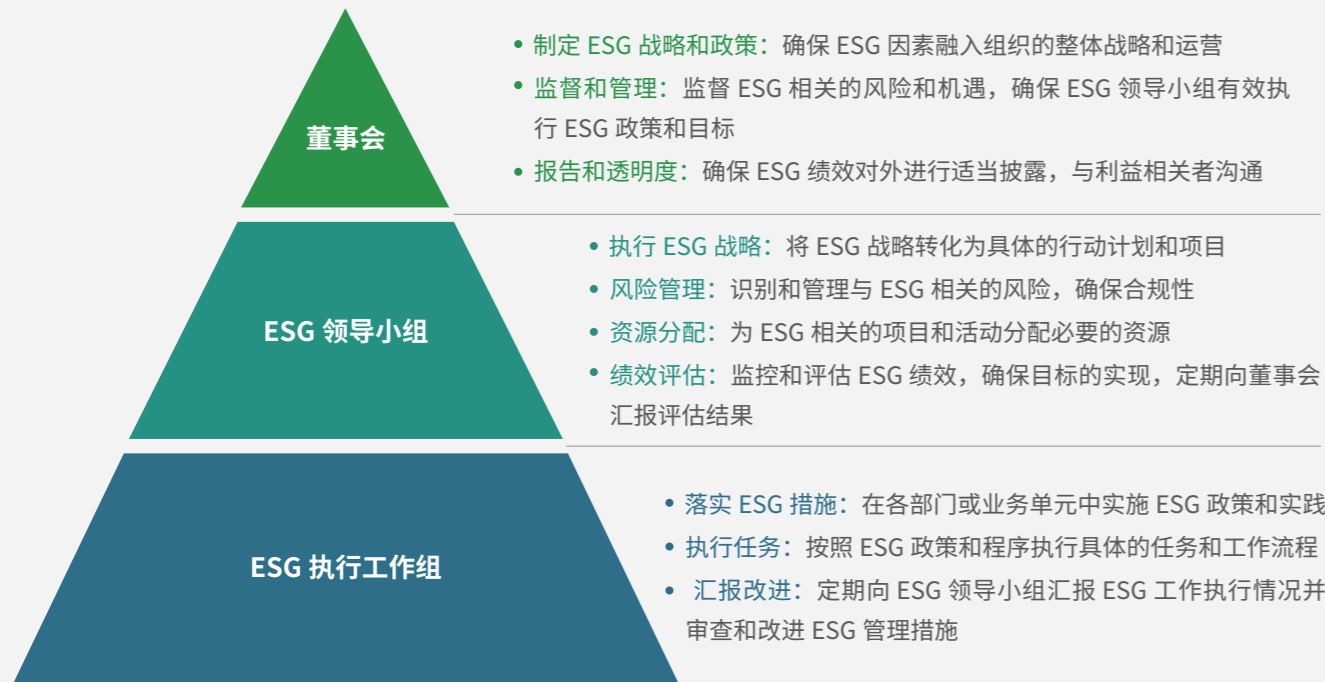 董事会
• 制定 ESG 战略和政策：确保 ESG 因素融入组织的整体战略和运营
• 监督和管理：监督 ESG 相关的风险和机遇，确保 ESG 领导小组有效执
行 ESG 政策和目标
• 报告和透明度：确保 ESG 绩效对外进行适当披露，与利益相关者沟通
ESG 领导小组
• 执行 ESG 战略：将 ESG 战略转化为具体的行动计划和项目
• 风险管理：识别和管理与 ESG 相关的风险，确保合规性
• 资源分配：为 ESG 相关的项目和活动分配必要的资源
• 绩效评估：监控和评估 ESG 绩效，确保目标的实现，定期向董事会
汇报评估结果
ESG 执行工作组
• 落实 ESG 措施：在各部门或业务单元中实施 ESG 政策和实践
• 执行任务：按照 ESG 政策和程序执行具体的任务和工作流程
• 汇报改进：定期向 ESG 领导小组汇报 ESG 工作执行情况并
审查和改进 ESG 管理措施